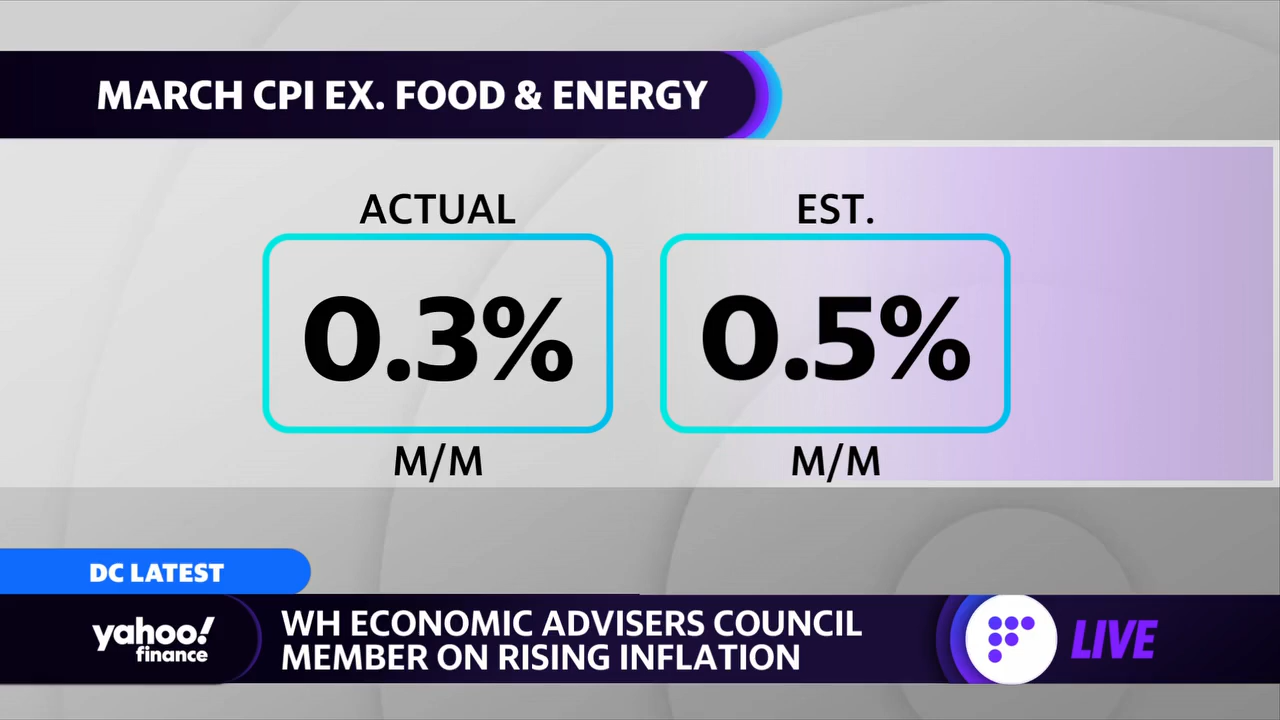 MARCH CPI EX. FOOD & ENERGY
ACTUAL
0.3%
M/M
EST.
0.5%
M/M
DC LATEST
yahoo!
finance
WH ECONOMIC ADVISERS COUNCIL
MEMBER ON RISING INFLATION
LIVE